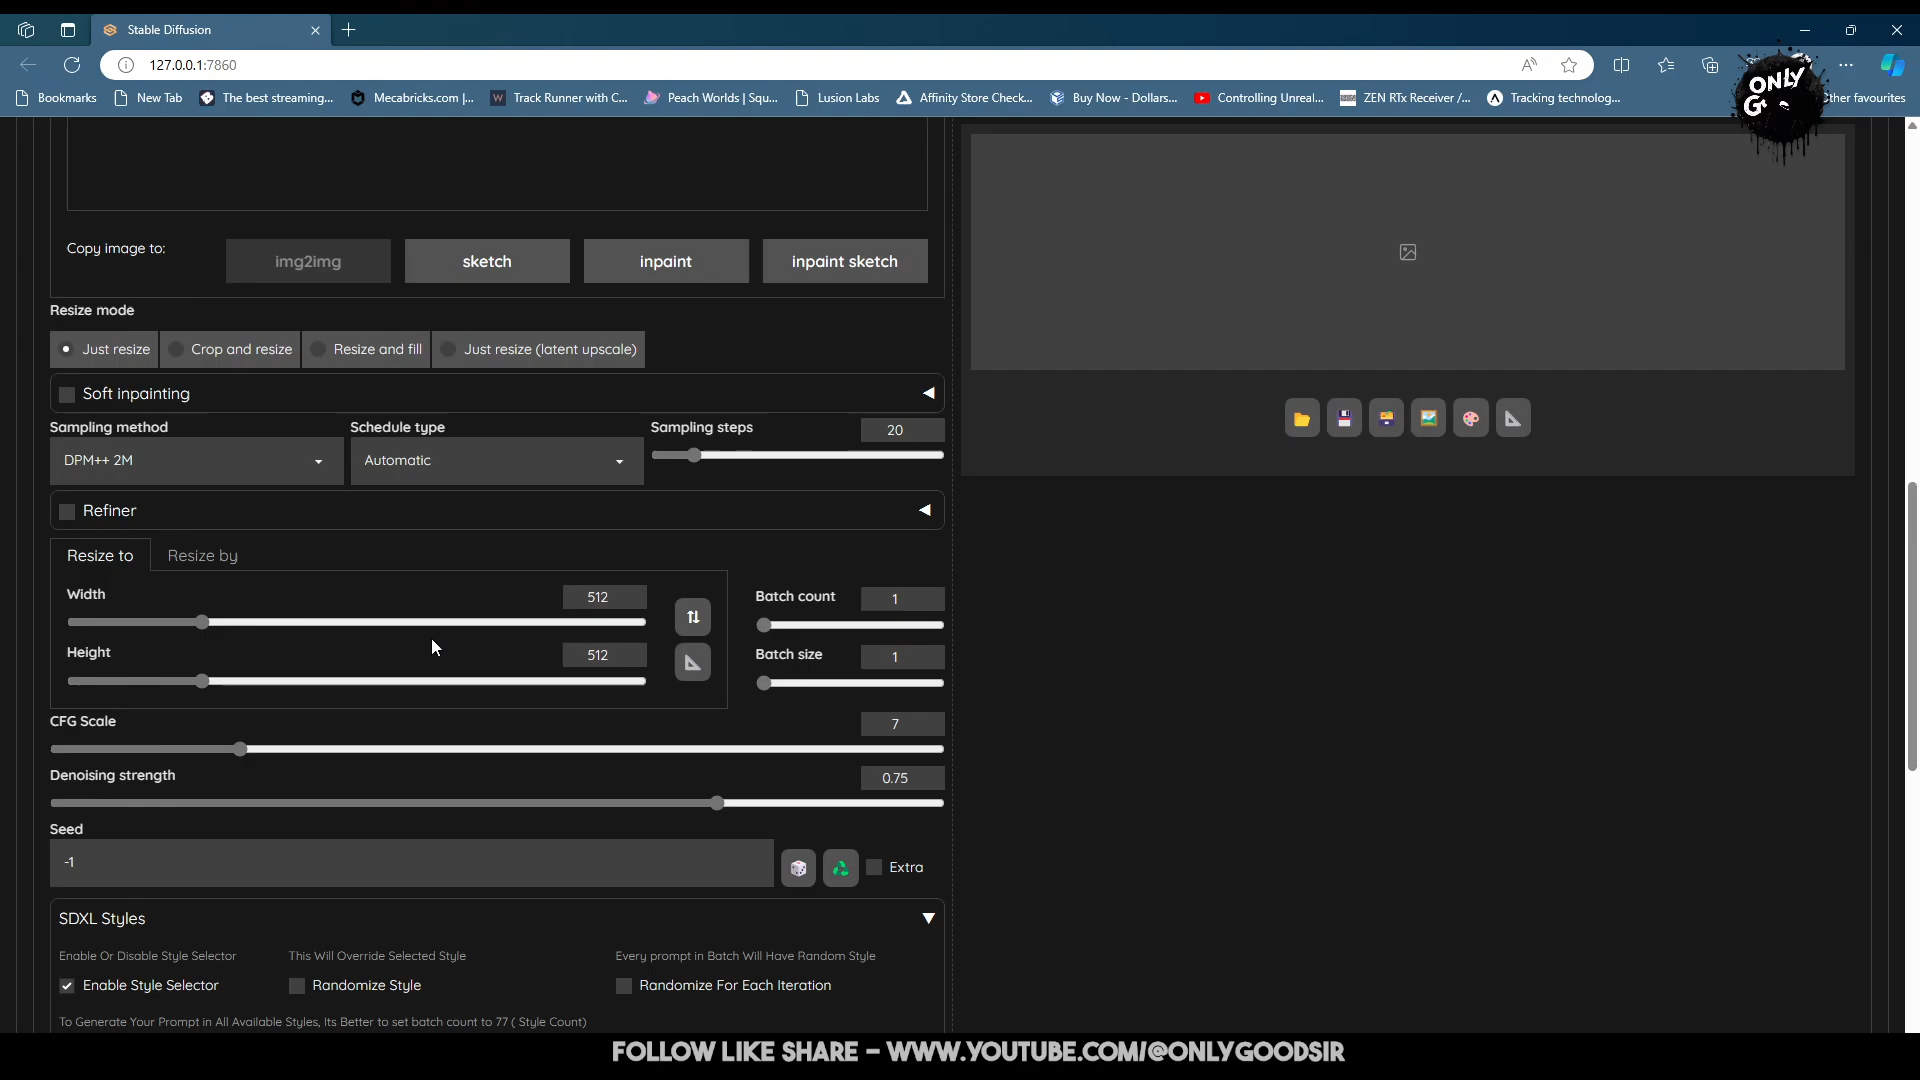 Stable Diffusion
127.0.0.1:7860
Bookmarks
New Tab
The best streaming...
Mecabricks.com |...
Track Runner with C...
Peach Worlds | Squ...
Lusion Labs
Affinity Store Check...
Buy Now - Dollars...
Controlling Unreal...
ZEN RTx Receiver /...
Tracking technolog...
ther favourites
ONLY
Copy image to:
img2img
sketch
inpaint
inpaint sketch
Resize mode
Just resize
Crop and resize
Resize and fill
Just resize (latent upscale)
Soft inpainting
Sampling method
Schedule type
Sampling steps
20
DPM++ 2M
Automatic
Refiner
Resize to
Resize by
Width
512
Height
512
Batch count
1
Batch size
1
CFG Scale
7
Denoising strength
0.75
Seed
-1
Extra
SDXL Styles
Enable Or Disable Style Selector
This Will Override Selected Style
Every prompt in Batch Will Have Random Style
Enable Style Selector
Randomize Style
Randomize For Each Iteration
To Generate Your Prompt in All Available Styles, Its Better to set batch count to 77 ( Style Count)
FOLLOW LIKE SHARE – WWW.YOUTUBE.COM/@ONLYGOODSIR